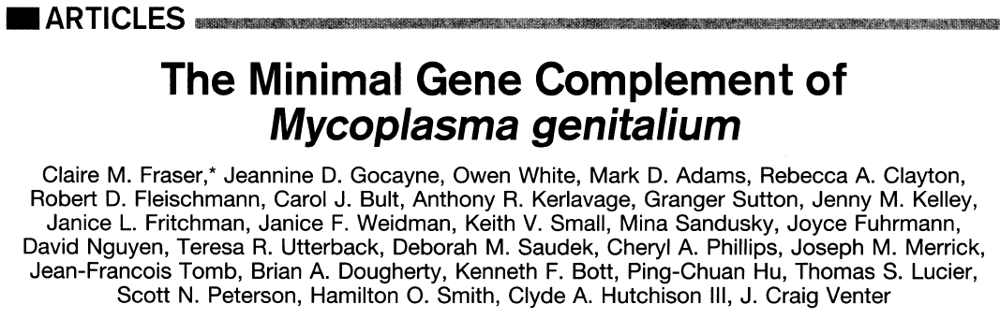 ARTICLES
The Minimal Gene Complement of
Mycoplasma genitalium
Claire M. Fraser,* Jeannine D. Gocayne, Owen White, Mark D. Adams, Rebecca A. Clayton,
Robert D. Fleischmann, Carol J. Bult, Anthony R. Kerlavage, Granger Sutton, Jenny M. Kelley,
Janice L. Fritchman, Janice F. Weidman, Keith V. Small, Mina Sandusky, Joyce Fuhrmann,
David Nguyen, Teresa R. Utterback, Deborah M. Saudek, Cheryl A. Phillips, Joseph M. Merrick,
Jean-Francois Tomb, Brian A. Dougherty, Kenneth F. Bott, Ping-Chuan Hu, Thomas S. Lucier,
Scott N. Peterson, Hamilton O. Smith, Clyde A. Hutchison III, J. Craig Venter